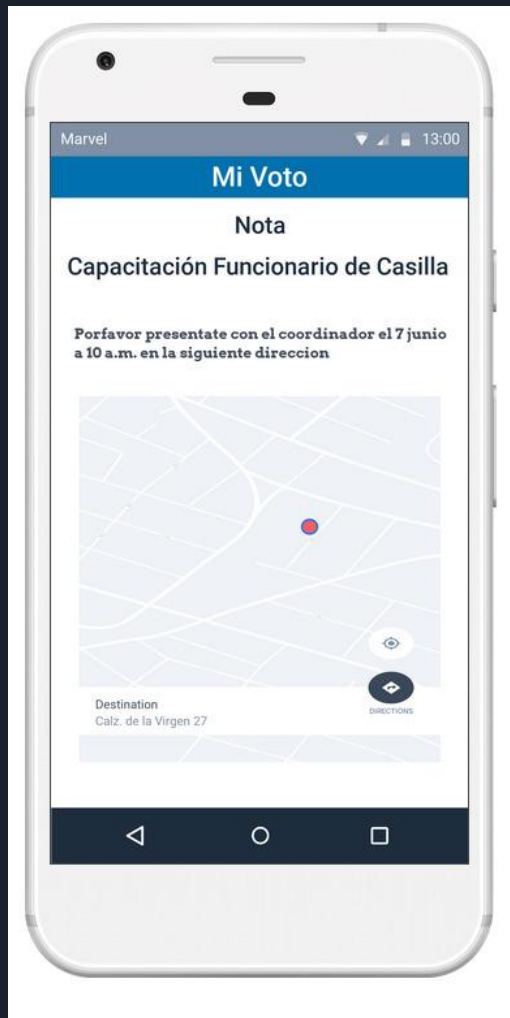 Marvel 13:00
Mi Voto
Nota
Capacitación Funcionario de Casilla
Porfavor presentate con el coordinador el 7 junio
a 10 a.m. en la siguiente direccion
Destination
Calz. de la Virgen 27
DIRECTIONS